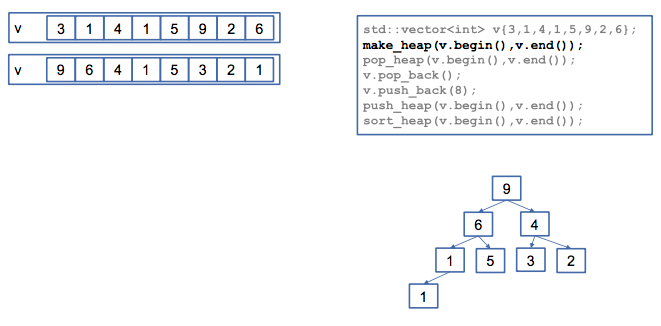 v 3 1 4 1 5 9 2 6
v 9 6 4 1 5 3 2 1
std::vector<int> v{3,1,4,1,5,9,2,6};
make_heap(v.begin(),v.end());
pop_heap(v.begin(),v.end());
v.pop_back();
v.push_back(8);
push_heap(v.begin(),v.end());
sort_heap(v.begin(),v.end());
9
6 4
1 5 3 2
1